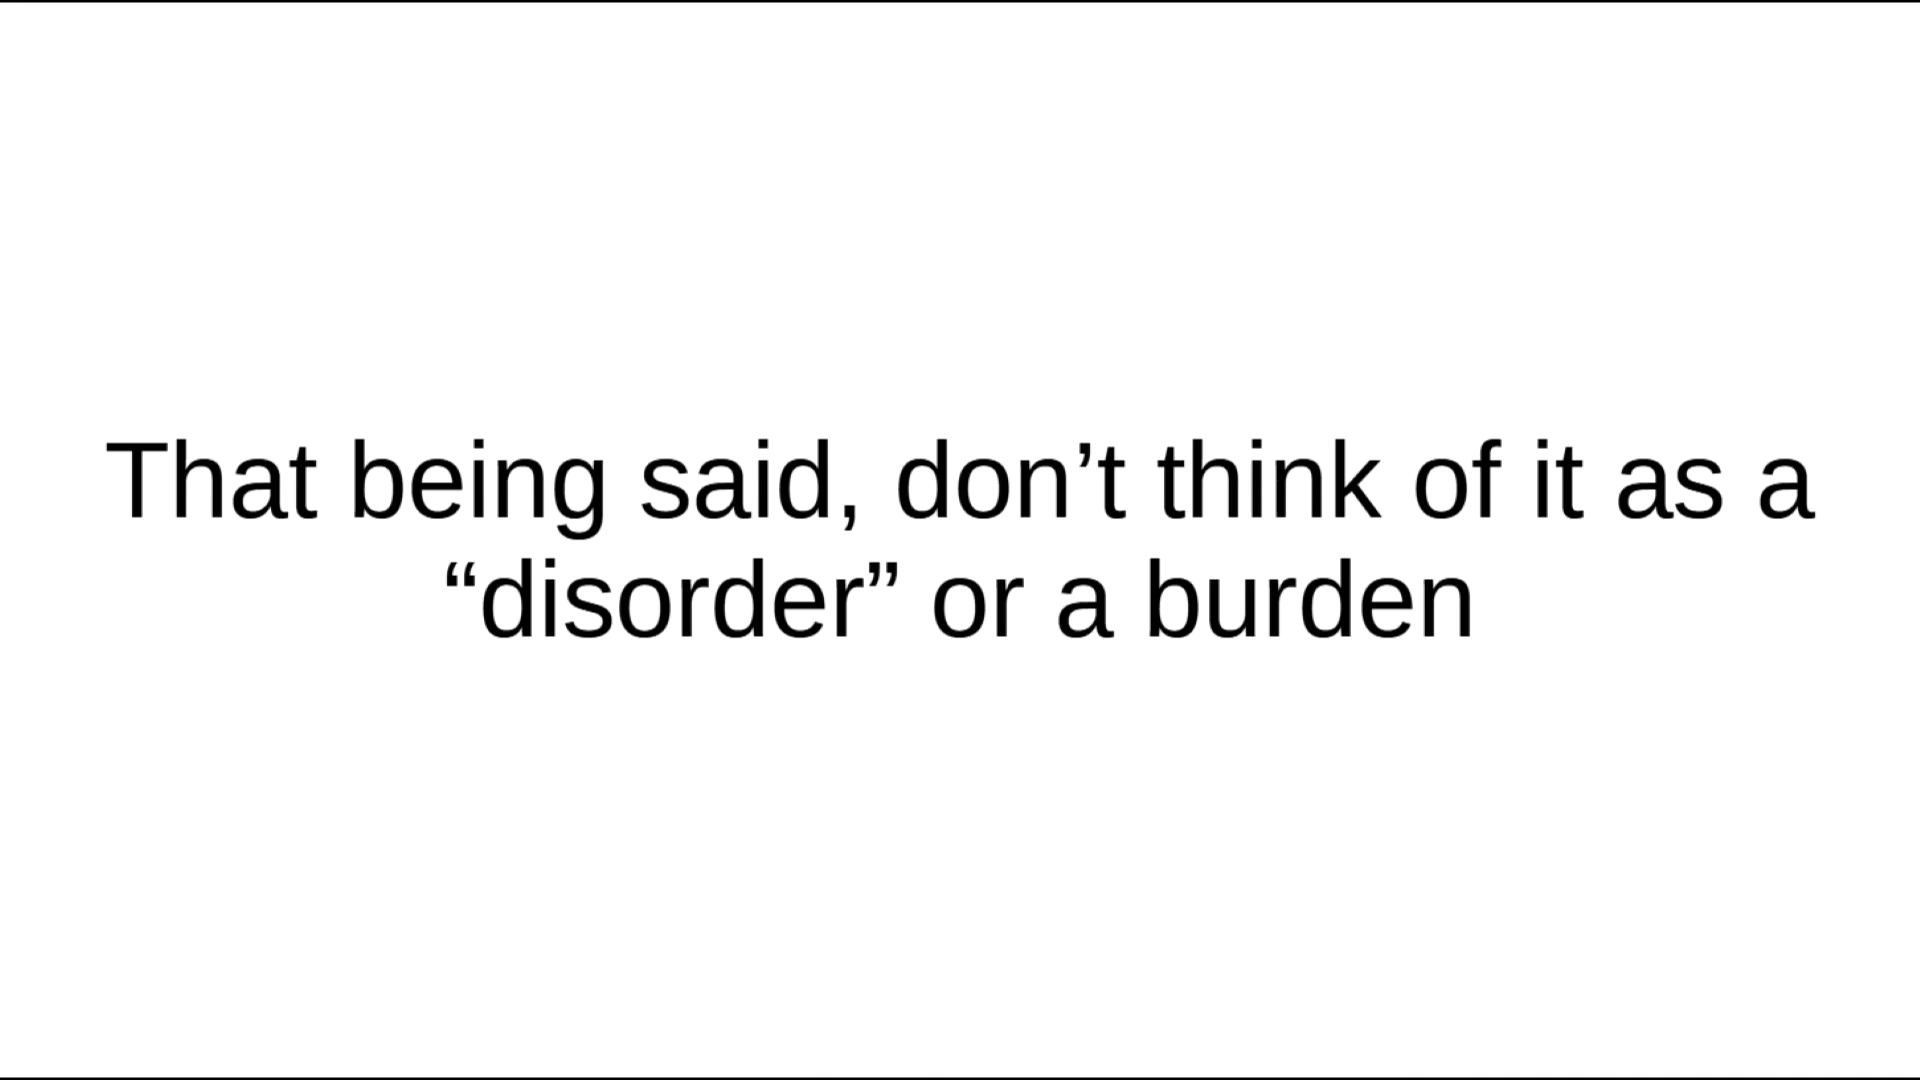 That being said, don’t think of it as a
“disorder” or a burden